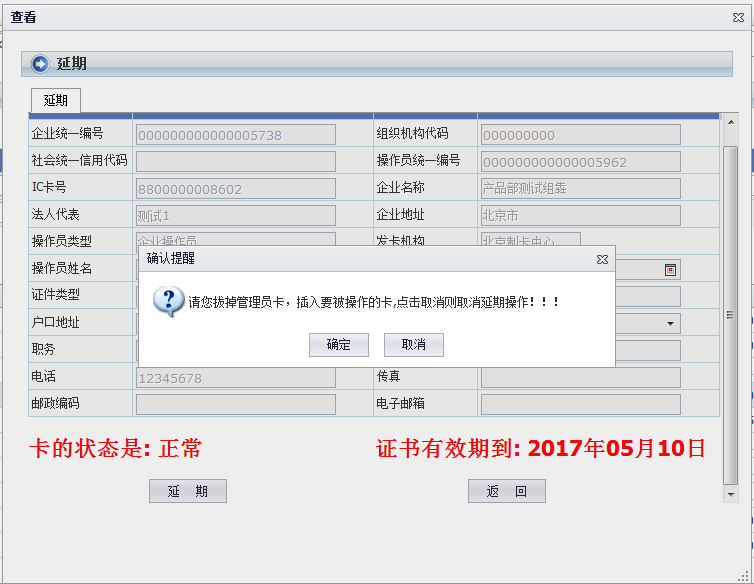 查看
延期
延期
企业统一编号 000000000000005738 组织机构代码 000000000
社会统一信用代码 操作员统一编号 000000000000005962
IC卡号 8800000008602 企业名称 产品部测试组犇
法人代表 测试1 企业地址 北京市
操作员类型 企业操作员 发卡机构 北京制卡中心
确认提醒
操作员姓名
证件类型
请您拔掉管理员卡，插入要被操作的卡,点击取消则取消延期操作！！！
户口地址
确定 取消
职务
电话 12345678 传真
邮政编码 电子邮箱
卡的状态是: 正常 证书有效期到: 2017年05月10日
延 期 返 回